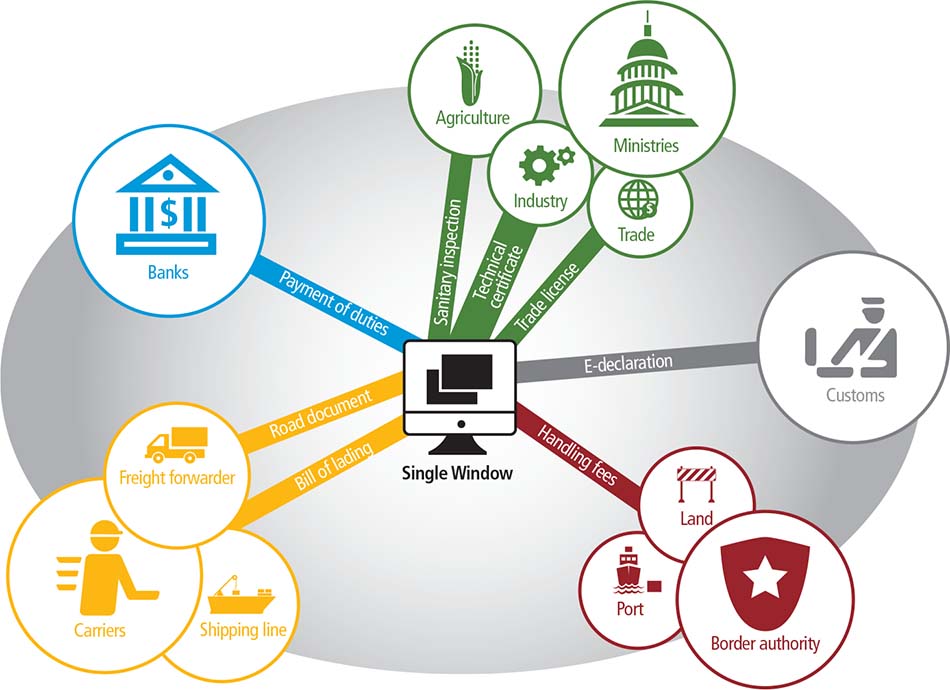 Agriculture
Ministries
Industry
Trade
Banks
$
Sanitary inspection
Technical
certificate
Trade license
Payment of duties
E-declaration
Customs
Road document
Bill of lading
Handling fees
Single Window
Freight forwarder
Land
Port
Border authority
Carriers
Shipping line
$